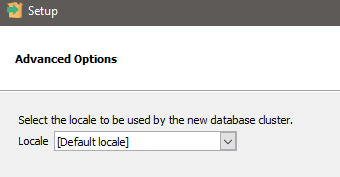 Setup
Advanced Options
Select the locale to be used by the new database cluster.
Locale [Default locale]